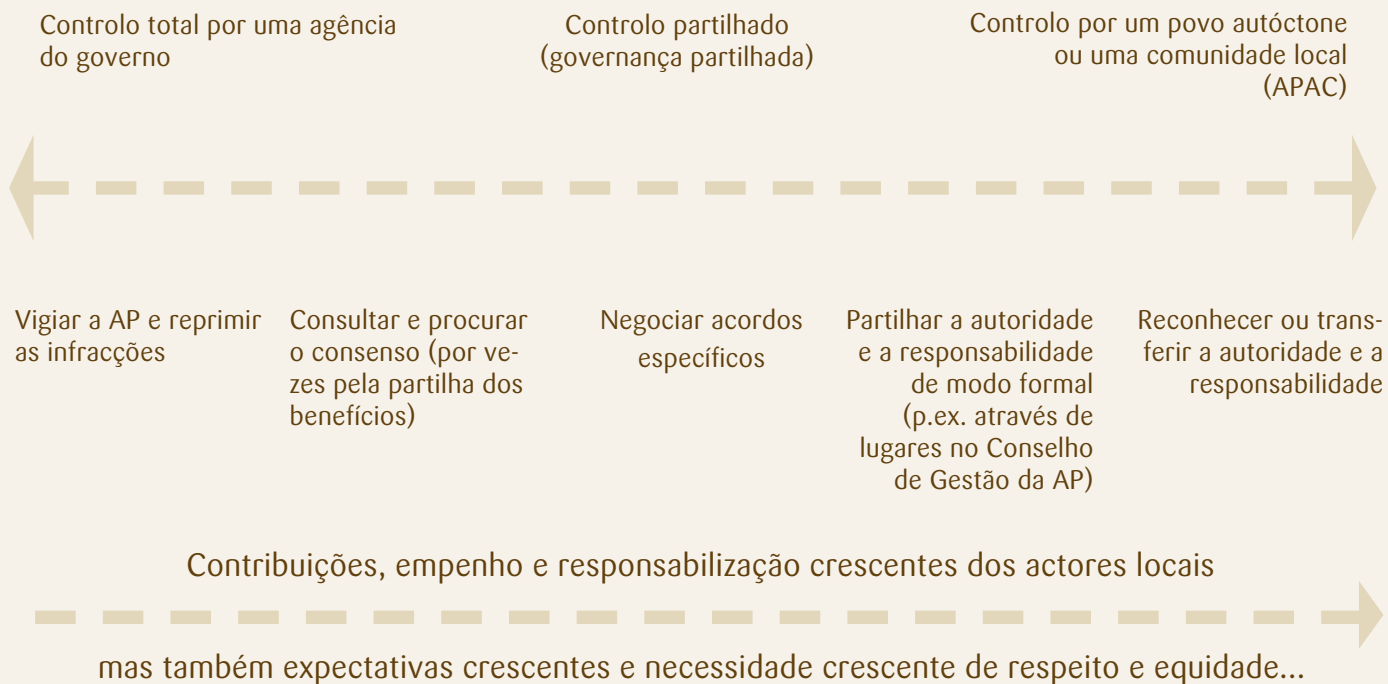 Controlo total por uma agência
do governo
Controlo partilhado
(governança partilhada)
Controlo por um povo autóctone
ou uma comunidade local
(APAC)
Vigiar a AP e reprimir
as infracções
Consultar e procurar
o consenso (por ve-
zes pela partilha dos
benefícios)
Negociar acordos
específicos
Partilhar a autoridade
e a responsabilidade
de modo formal
(p.ex. através de
lugares no Conselho
de Gestão da AP)
Reconhecer ou trans-
ferir a autoridade e a
responsabilidade
Contribuições, empenho e responsabilização crescentes dos actores locais
mas também expectativas crescentes e necessidade crescente de respeito e equidade...